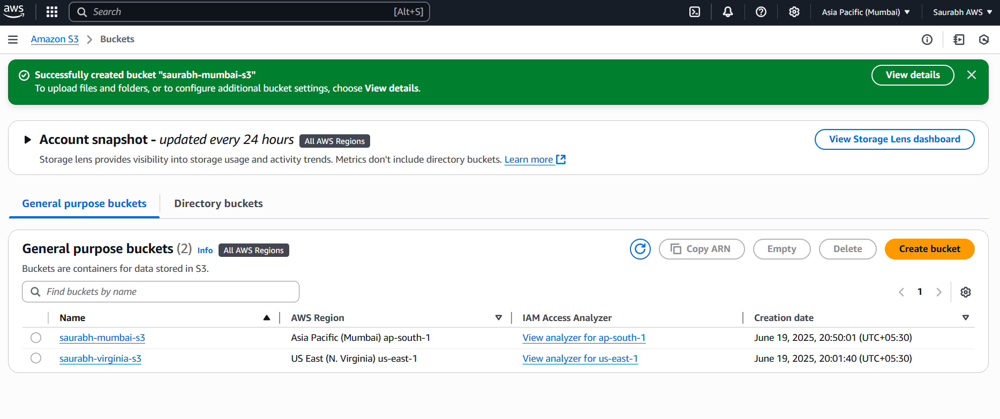 aws
Search [Alt+S] Asia Pacific (Mumbai) Saurabh AWS
Amazon S3 Buckets
Successfully created bucket "saurabh-mumbai-s3"
To upload files and folders, or to configure additional bucket settings, choose View details.
View details
Account snapshot - updated every 24 hours All AWS Regions
View Storage Lens dashboard
Storage lens provides visibility into storage usage and activity trends. Metrics don't include directory buckets. Learn more
General purpose buckets Directory buckets
General purpose buckets (2) Info All AWS Regions
Copy ARN Empty Delete Create bucket
Buckets are containers for data stored in S3.
Find buckets by name
1
Name AWS Region IAM Access Analyzer Creation date
saurabh-mumbai-s3 Asia Pacific (Mumbai) ap-south-1 View analyzer for ap-south-1 June 19, 2025, 20:50:01 (UTC+05:30)
saurabh-virginia-s3 US East (N. Virginia) us-east-1 View analyzer for us-east-1 June 19, 2025, 20:01:40 (UTC+05:30)